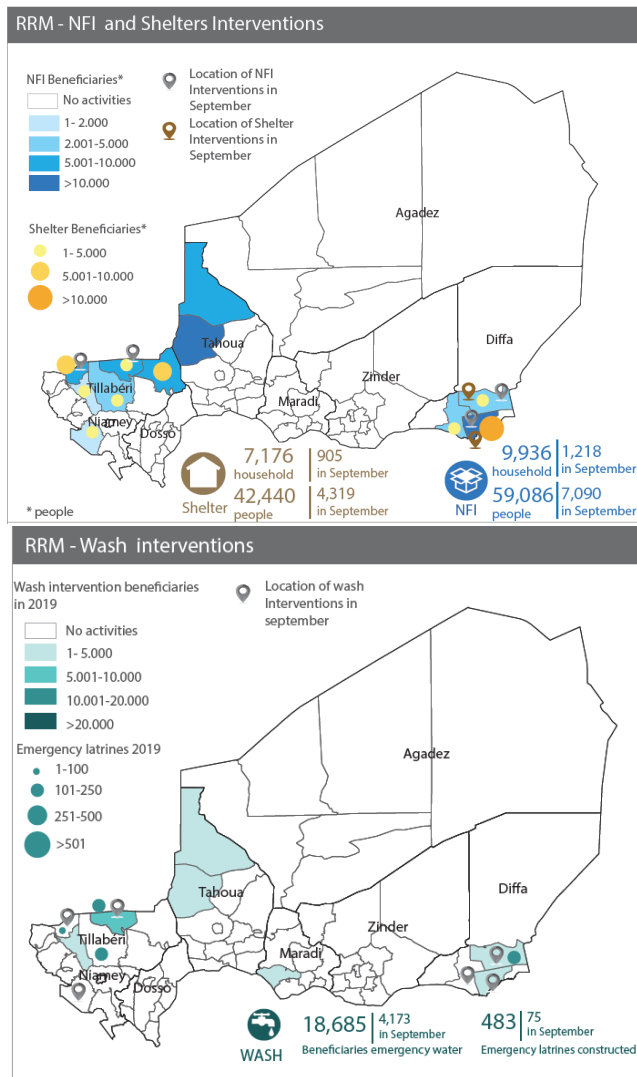 RRM - NFI and Shelters Interventions
NFI Beneficiaries*
No activities
1- 2.000
2.001-5.000
5.001-10.000
>10.000
Location of NFI
Interventions in
September
Location of Shelter
Interventions in
September
Shelter Beneficiaries*
1- 5.000
5.001-10.000
>10.000
Agadez
Tahoua
Diffa
Zinder
Maradi
Tillabéri
Niamey
Dosso
Shelter
7,176
household
905
in September
42,440
people
4,319
in September
NFI
9,936
household
1,218
in September
59,086
people
7,090
in September
* people
RRM - Wash interventions
Wash intervention beneficiaries
in 2019
No activities
1- 5.000
5.001-10.000
10.001-20.000
>20.000
Location of wash
Interventions in
september
Emergency latrines 2019
1-100
101-250
251-500
>501
Agadez
Tahoua
Diffa
Zinder
Maradi
Tillabéri
Niamey
Dosso
WASH
18,685
4,173
in September
Beneficiaries emergency water
483
75
in September
Emergency latrines constructed